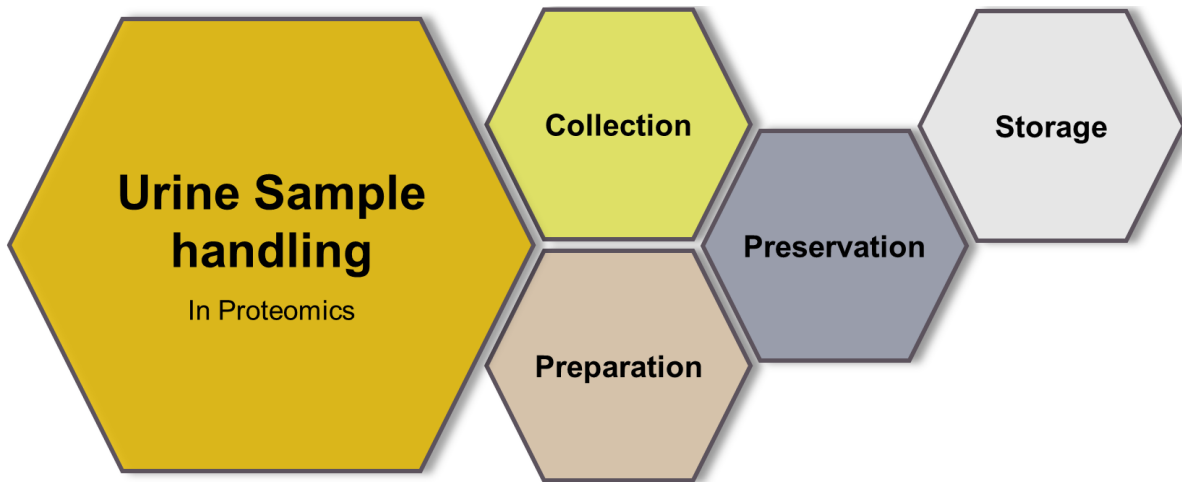 Urine Sample
handling
In Proteomics
Collection
Preparation
Preservation
Storage